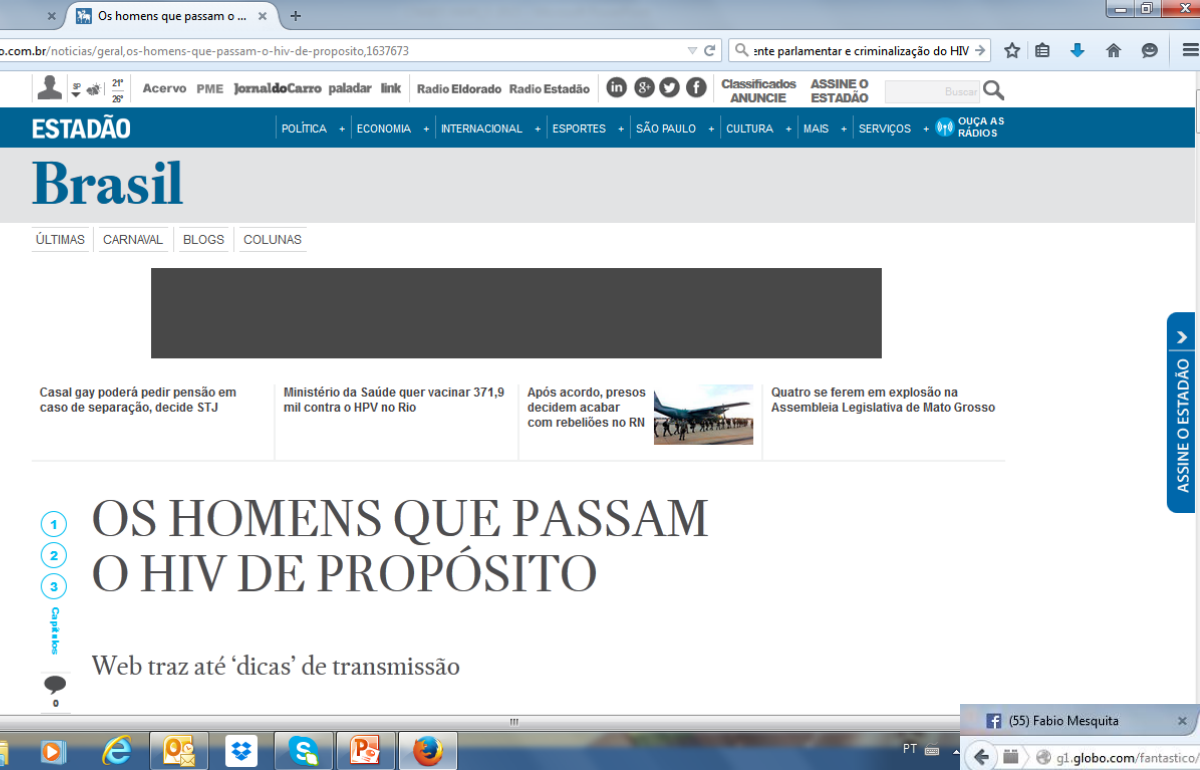 Os homens que passam o ...
o.com.br/noticias/geral,os-homens-que-passam-o-hiv-de-proposito,1637673
ente parlamentar e criminalização do HIV
SP 21° 26°
Acervo PME JornaldoCarro paladar link Radio Eldorado Radio Estadão
Classificados ANUNCIE
ASSINE O ESTADÃO
Buscar
ESTADÃO
POLÍTICA + ECONOMIA + INTERNACIONAL + ESPORTES + SÃO PAULO + CULTURA + MAIS + SERVIÇOS +
OUÇA AS RÁDIOS
Brasil
ÚLTIMAS CARNAVAL BLOGS COLUNAS
Casal gay poderá pedir pensão em
caso de separação, decide STJ
Ministério da Saúde quer vacinar 371,9
mil contra o HPV no Rio
Após acordo, presos
decidem acabar
com rebeliões no RN
Quatro se ferem em explosão na
Assembleia Legislativa de Mato Grosso
ASSINE O ESTADÃO
1
2
3
Capítulos
0
OS HOMENS QUE PASSAM
O HIV DE PROPÓSITO
Web traz até ‘dicas’ de transmissão
PT
(55) Fabio Mesquita
g1.globo.com/fantastico/